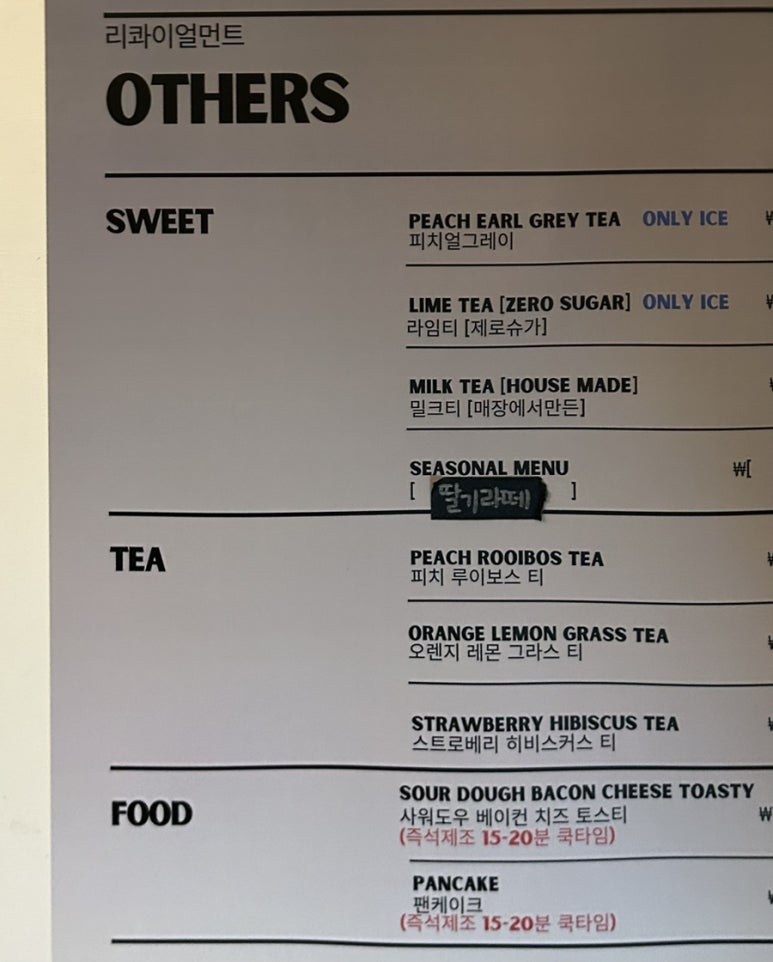 리콰이얼먼트
OTHERS
SWEET
PEACH EARL GREY TEA ONLY ICE ₩
피치얼그레이
LIME TEA [ZERO SUGAR] ONLY ICE ₩
라임티 [제로슈가]
MILK TEA [HOUSE MADE]
밀크티 [매장에서만든]
SEASONAL MENU ₩[
[ 딸기라떼 ]
TEA
PEACH ROOIBOS TEA
피치 루이보스 티
ORANGE LEMON GRASS TEA
오렌지 레몬 그라스 티
STRAWBERRY HIBISCUS TEA
스트로베리 히비스커스 티
FOOD
SOUR DOUGH BACON CHEESE TOASTY
사워도우 베이컨 치즈 토스티 ₩
(즉석제조 15-20분 쿡타임)
PANCAKE
팬케이크
(즉석제조 15-20분 쿡타임)